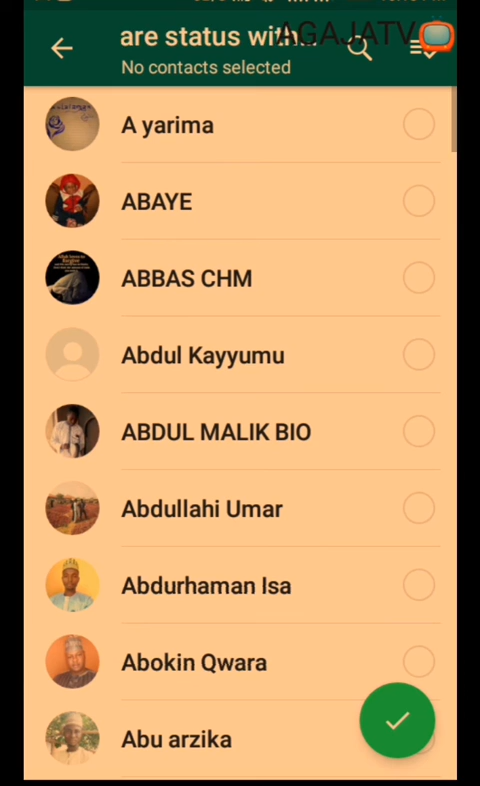 AGAJATV
are status with...
No contacts selected
A yarima
ABAYE
ABBAS CHM
Abdul Kayyumu
ABDUL MALIK BIO
Abdullahi Umar
Abdurhaman Isa
Abokin Qwara
Abu arzika